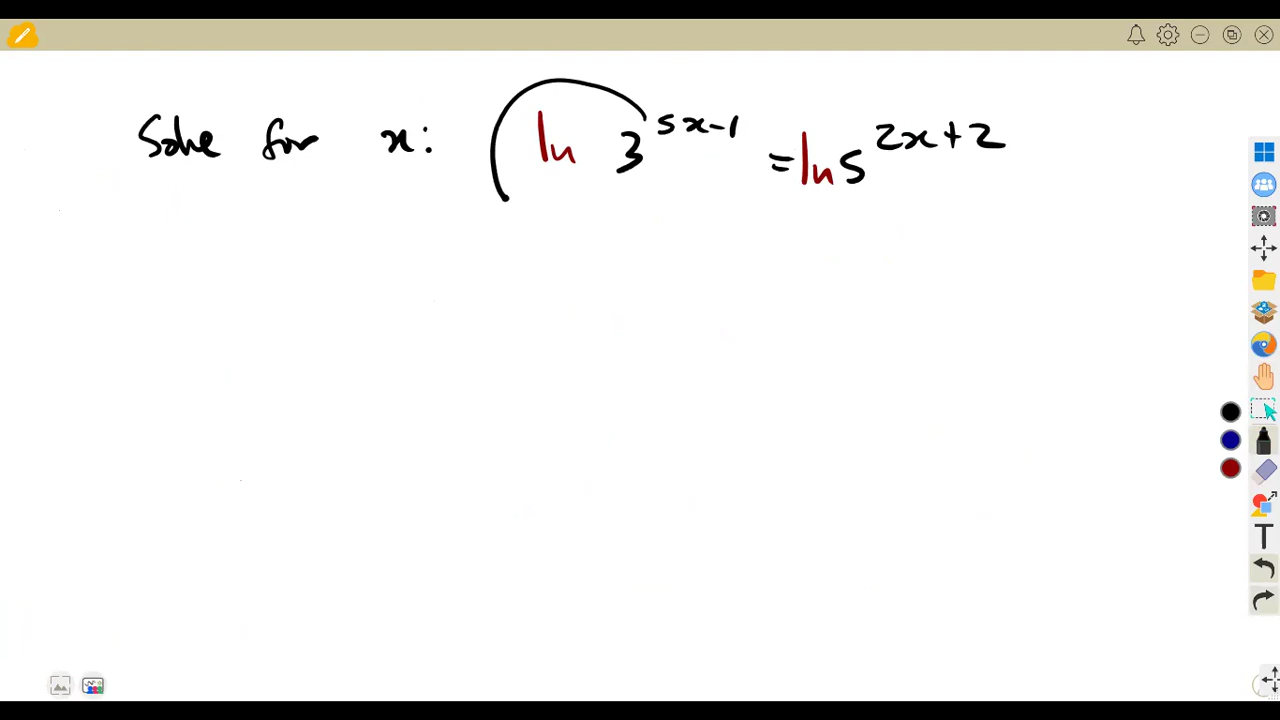 Solve for x: ln 3^{5x-1} = ln 5^{2x+2}
T